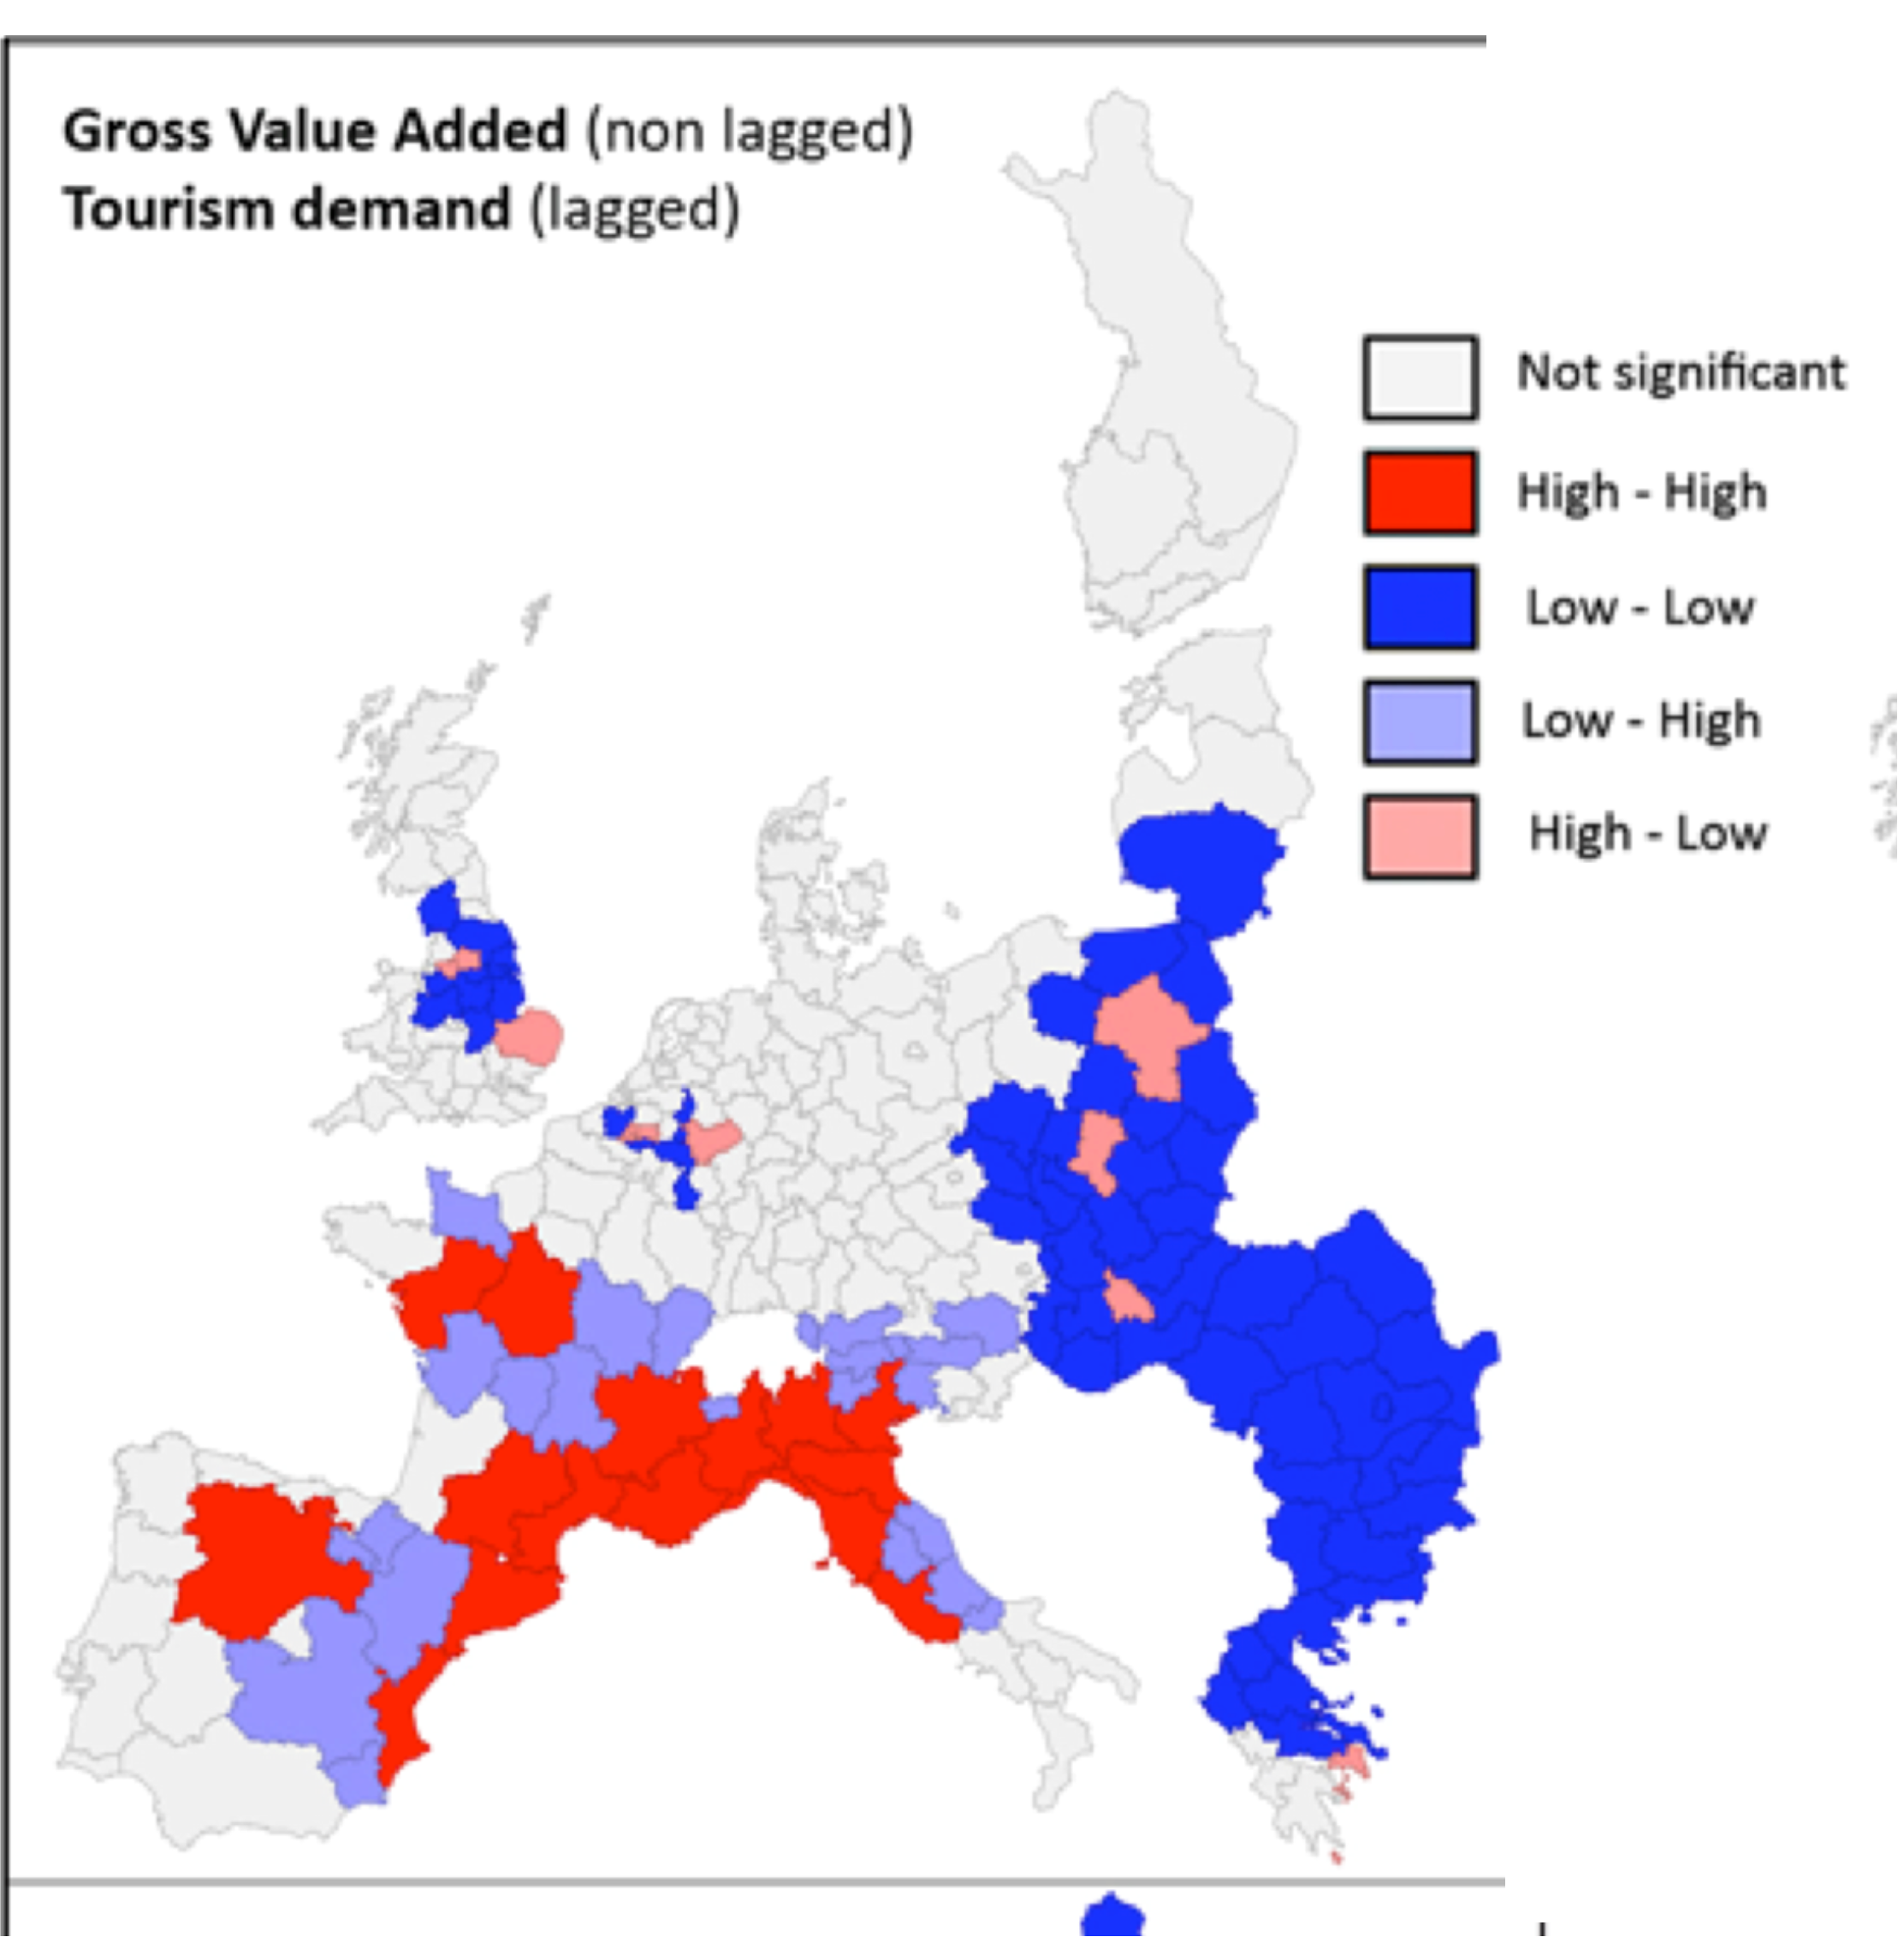 Gross Value Added (non lagged)
Tourism demand (lagged)
Not significant
High - High
Low - Low
Low - High
High - Low